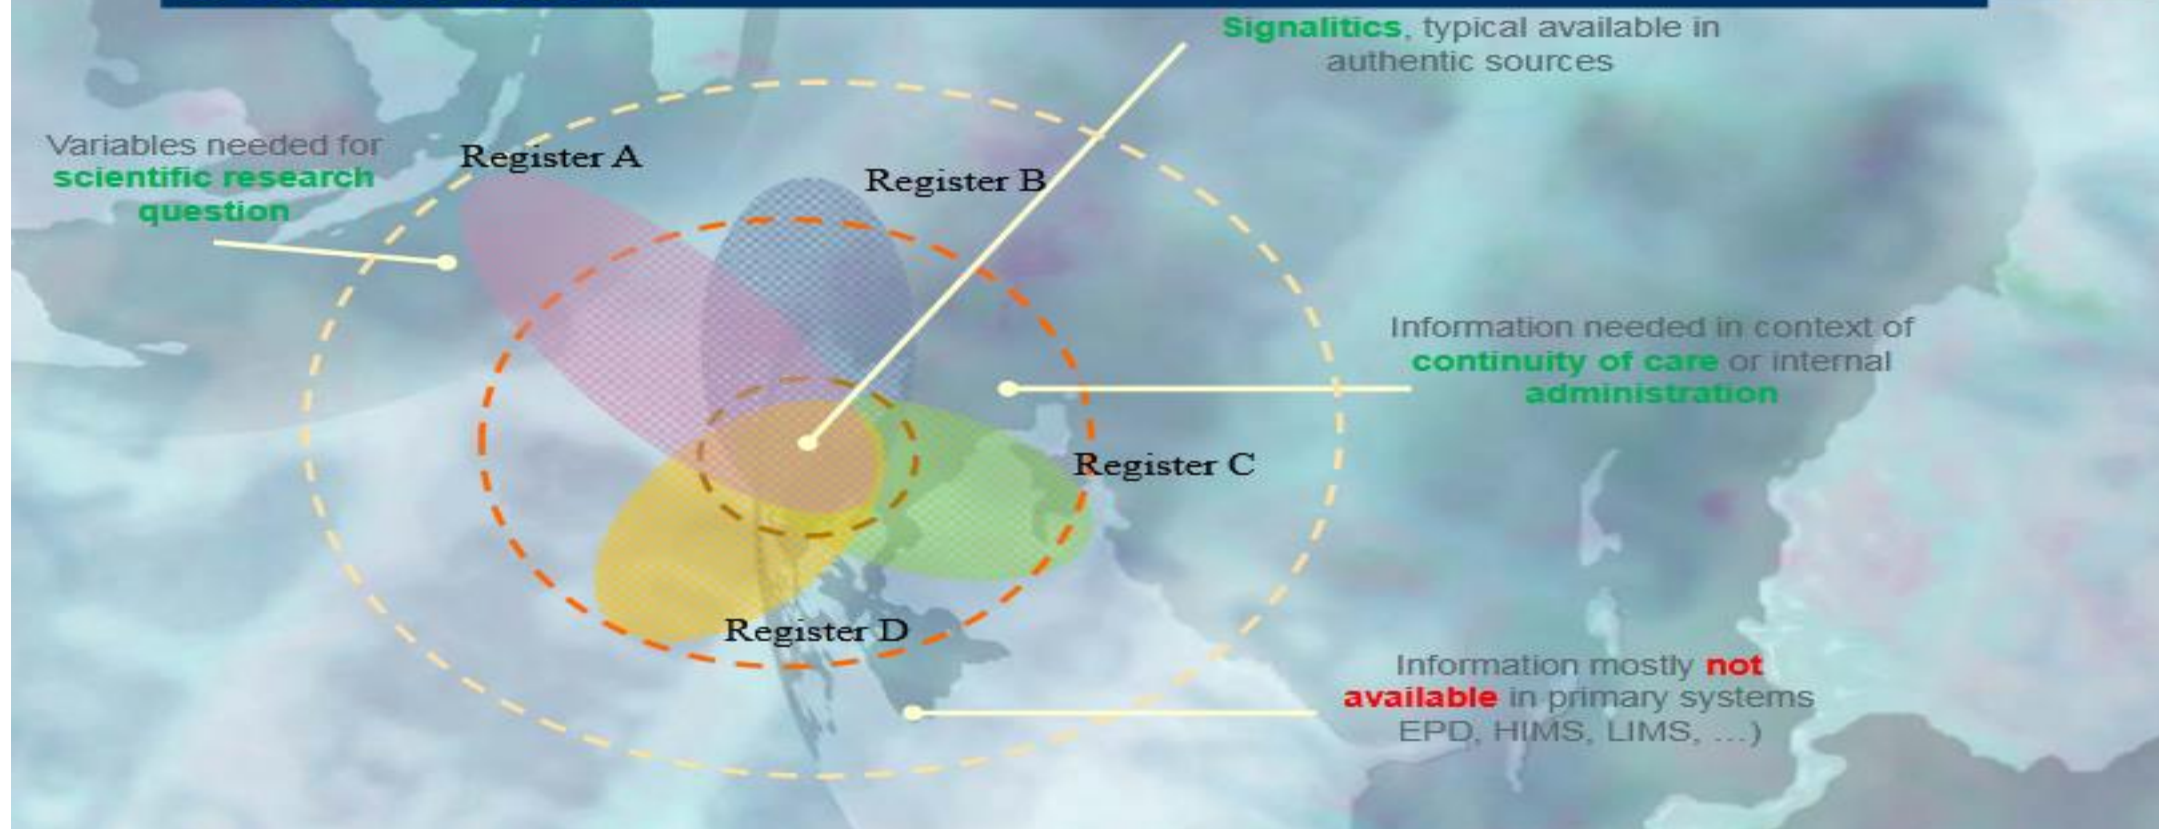 Signalitics, typical available in
authentic sources
Variables needed for
scientific research
question
Register A
Register B
Information needed in context of
continuity of care or internal
administration
Register C
Register D
Information mostly not
available in primary systems
EPD, HIMS, LIMS, …)